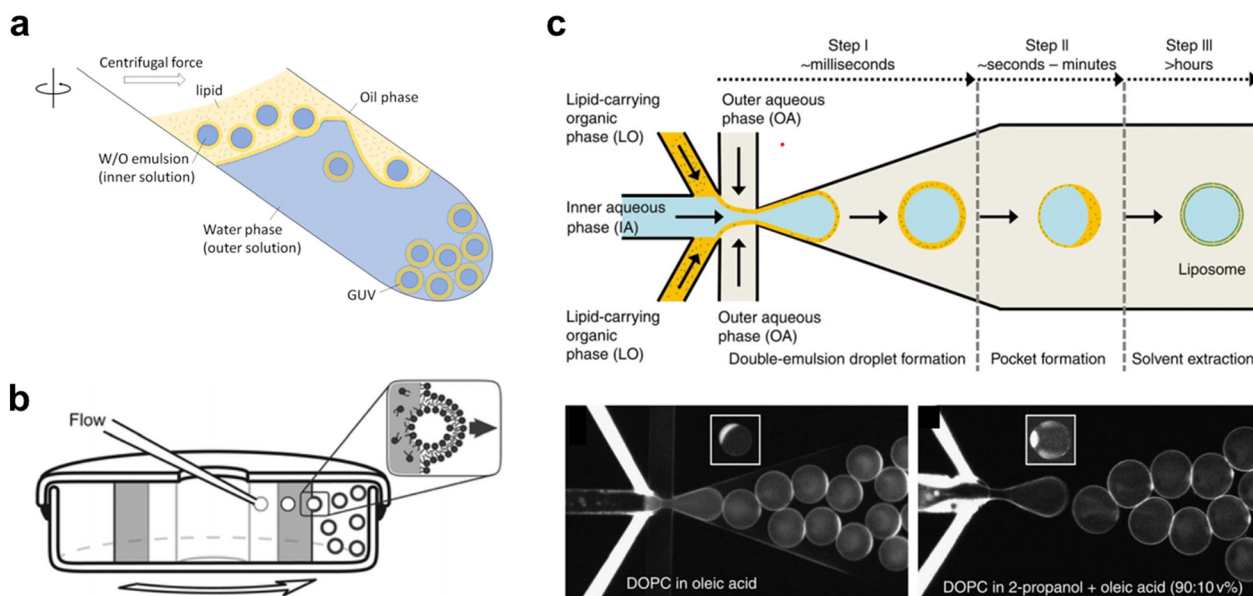 a
Centrifugal force
lipid
Oil phase
W/O emulsion
(inner solution)
Water phase
(outer solution)
GUV
b
Flow
c
Step I
~milliseconds
Step II
~seconds – minutes
Step III
>hours
Lipid-carrying
organic
phase (LO)
Outer aqueous
phase (OA)
Inner aqueous
phase (IA)
Liposome
Lipid-carrying
organic
phase (LO)
Outer aqueous
phase (OA)
Double-emulsion droplet formation
Pocket formation
Solvent extraction
DOPC in oleic acid
DOPC in 2-propanol + oleic acid (90:10 v%)